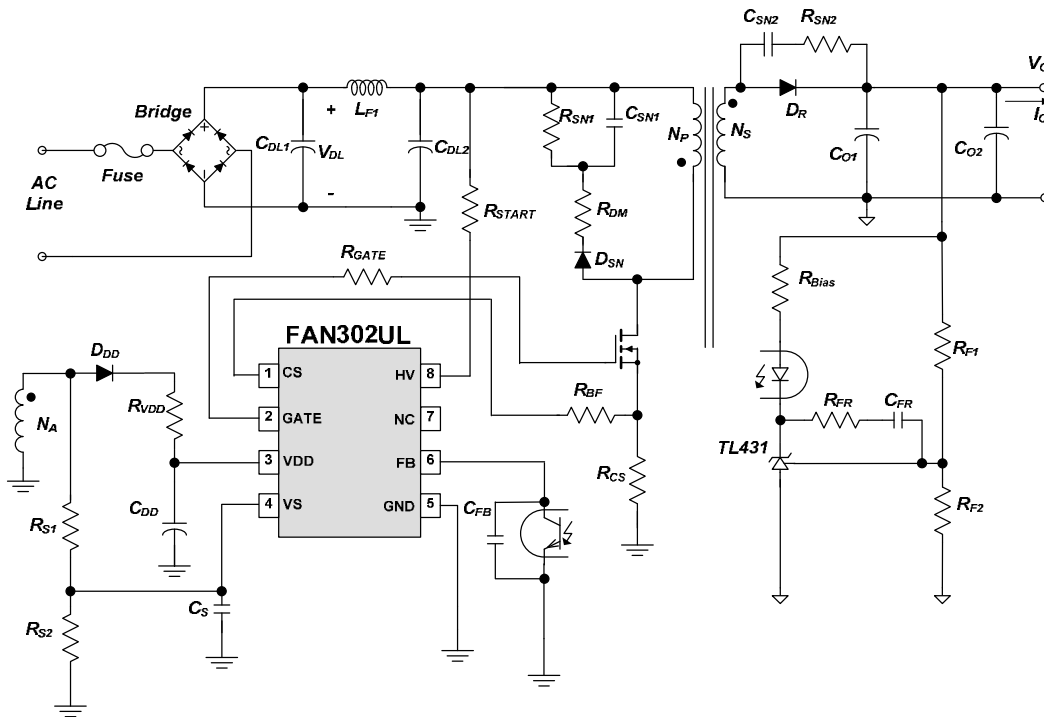 CSN2
RSN2
VO
Bridge
+
LF1
RSN1
CSN1
NP
NS
DR
IO
CDL1
VDL
CDL2
CO1
CO2
Fuse
AC
Line
-
RSTART
RDM
DSN
RGATE
RBias
FAN302UL
RF1
DDD
1
CS
HV
8
RVDD
RBF
RFR
CFR
NA
2
GATE
NC
7
TL431
3
VDD
FB
6
RCS
CDD
4
VS
GND
5
CFB
RF2
RS1
CS
RS2